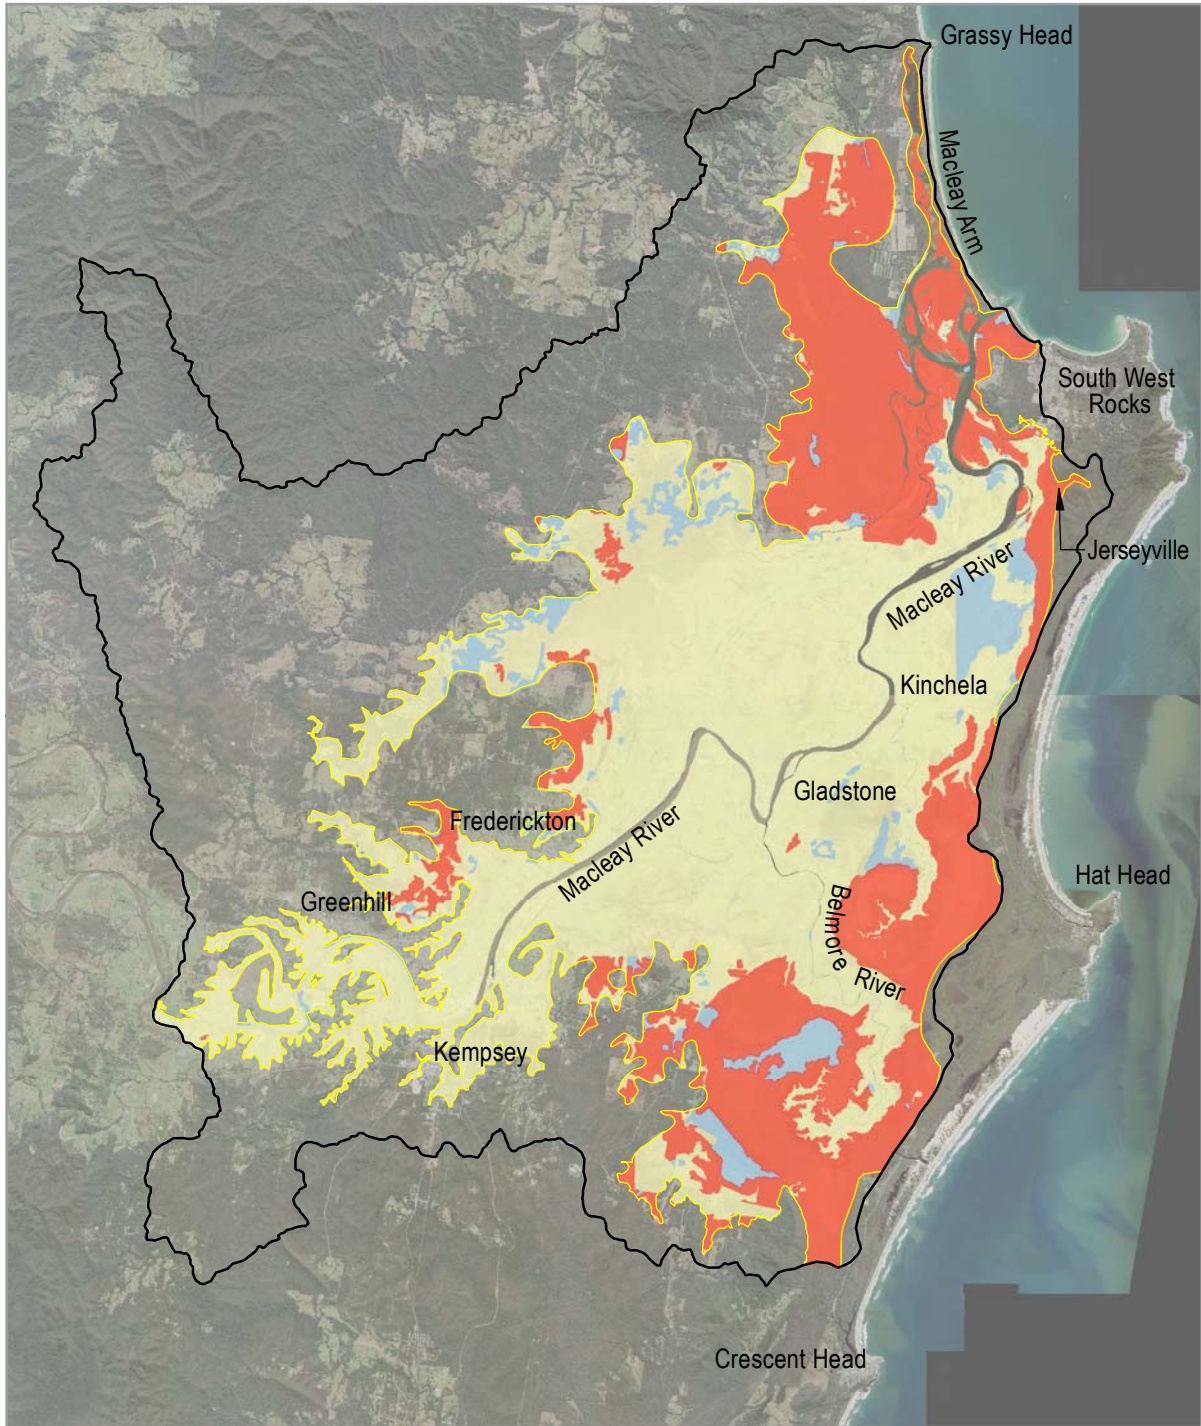 Grassy Head
Macleay Arm
South West
Rocks
Jerseyville
Macleay River
Kinchela
Gladstone
Frederickton
Macleay River
Hat Head
Greenhill
Belmore River
Kempsey
Crescent Head